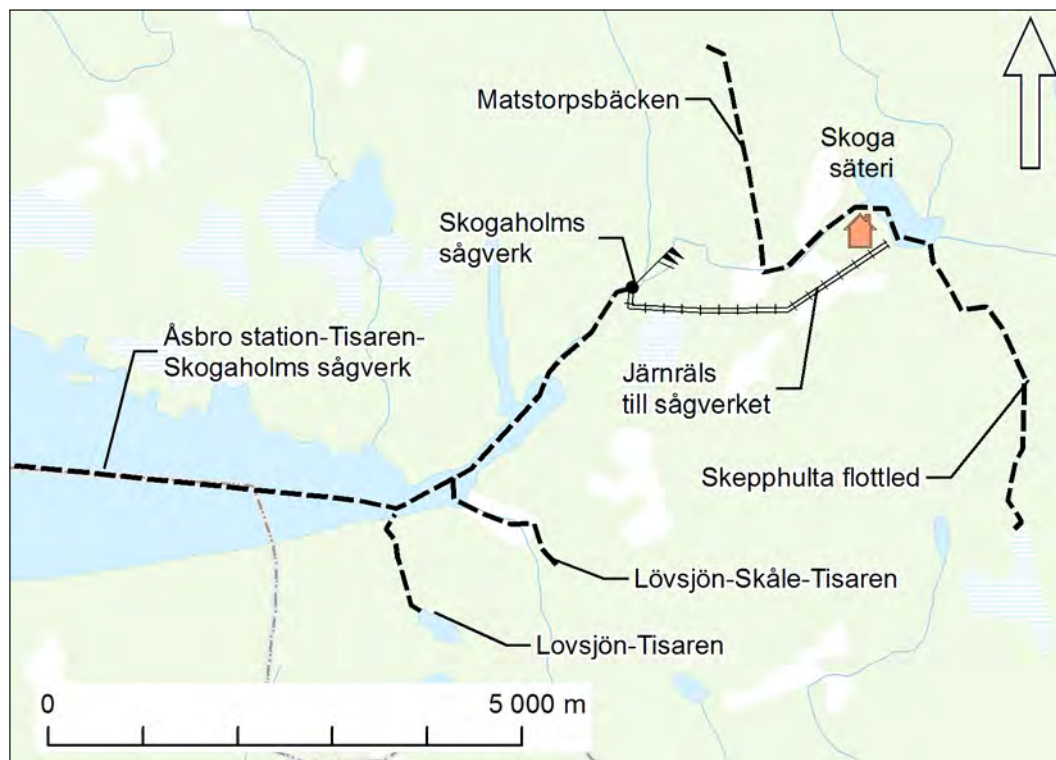 Matstorpsbäcken
Skoga
säteri
Skogaholms
sågverk
Åsbro station-Tisaren-
Skogaholms sågverk
Järnräls
till sågverket
Skepphulta flottled
Lövsjön-Skåle-Tisaren
Lovsjön-Tisaren
0 5 000 m